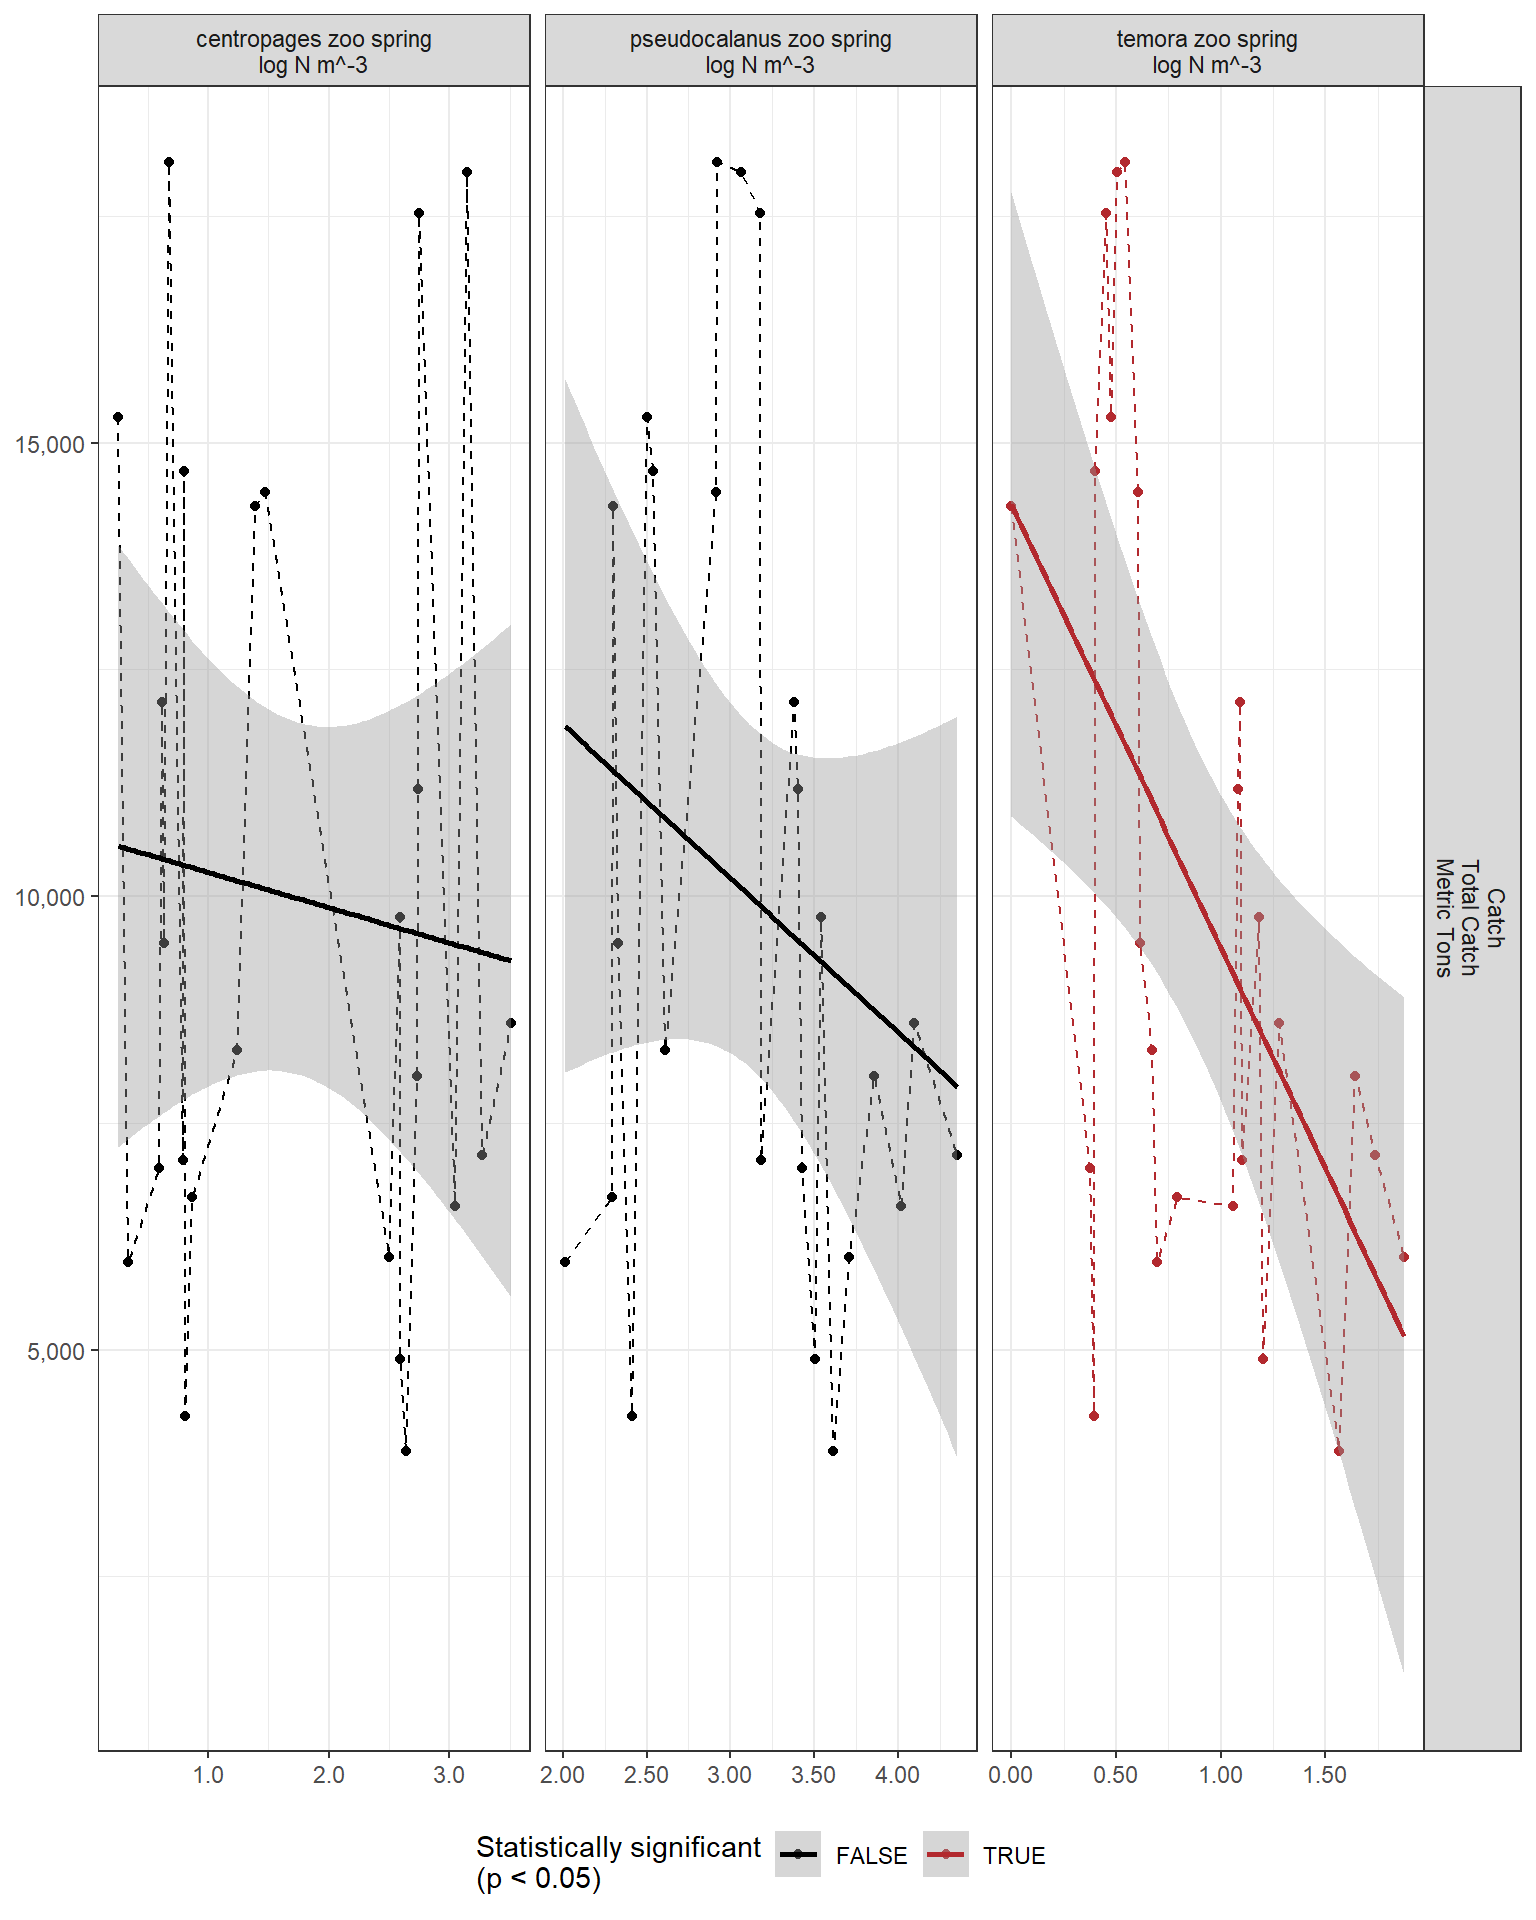 centropages zoo spring
log N m^-3
pseudocalanus zoo spring
log N m^-3
temora zoo spring
log N m^-3
15,000
10,000
5,000
Catch
Total Catch
Metric Tons
1.0 2.0 3.0
2.00 2.50 3.00 3.50 4.00
0.00 0.50 1.00 1.50
Statistically significant
(p < 0.05)
FALSE
TRUE